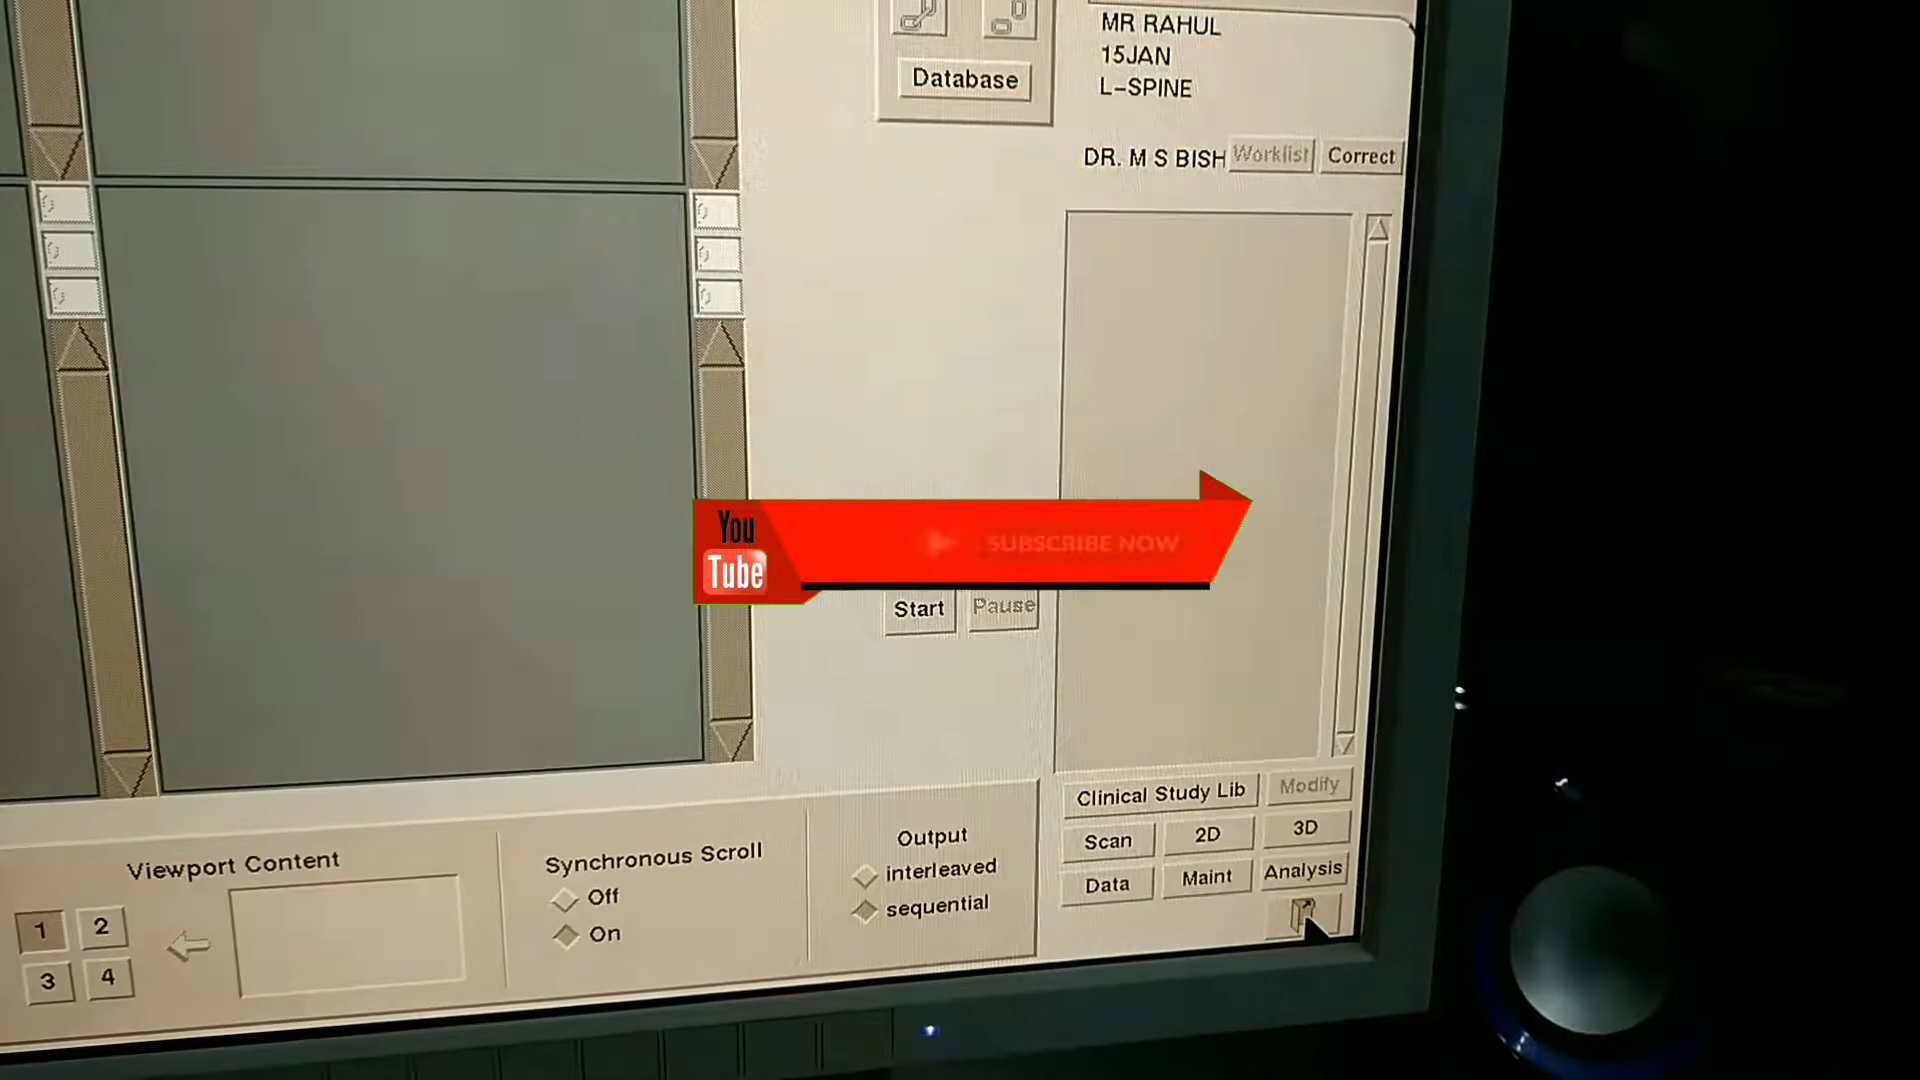 MR RAHUL
15JAN
L-SPINE
Database
DR. M S BISH
Worklist
Correct
You
Tube
SUBSCRIBE NOW
Start
Pause
Clinical Study Lib
Modify
Scan
2D
3D
Data
Maint
Analysis
Viewport Content
1
2
3
4
Synchronous Scroll
Off
On
Output
interleaved
sequential